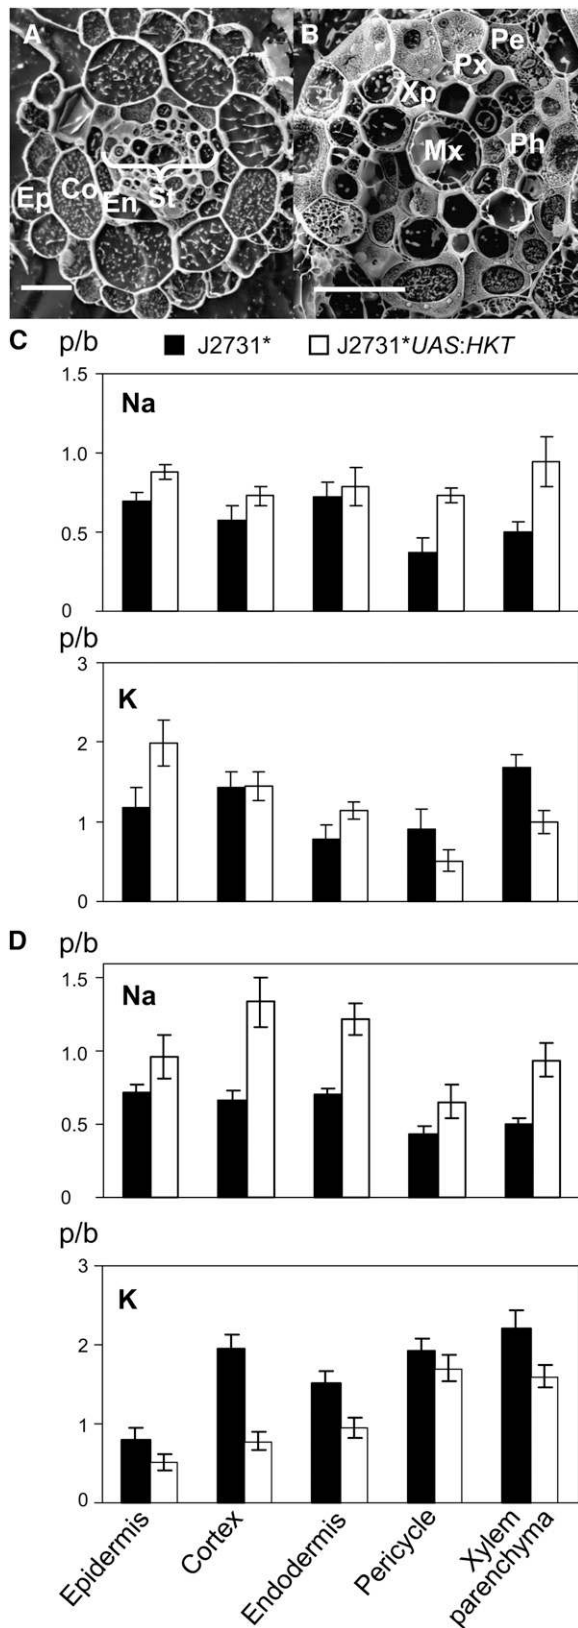 A
Ep
Co
En
St
B
Pe
Px
Xp
Mx
Ph
C
p/b
J2731*
J2731*UAS:HKT
1.5
Na
1.0
0.5
0
p/b
3
K
2
1
0
D
p/b
1.5
Na
1.0
0.5
0
p/b
3
K
2
1
0
Epidermis
Cortex
Endodermis
Pericycle
Xylem
parenchyma